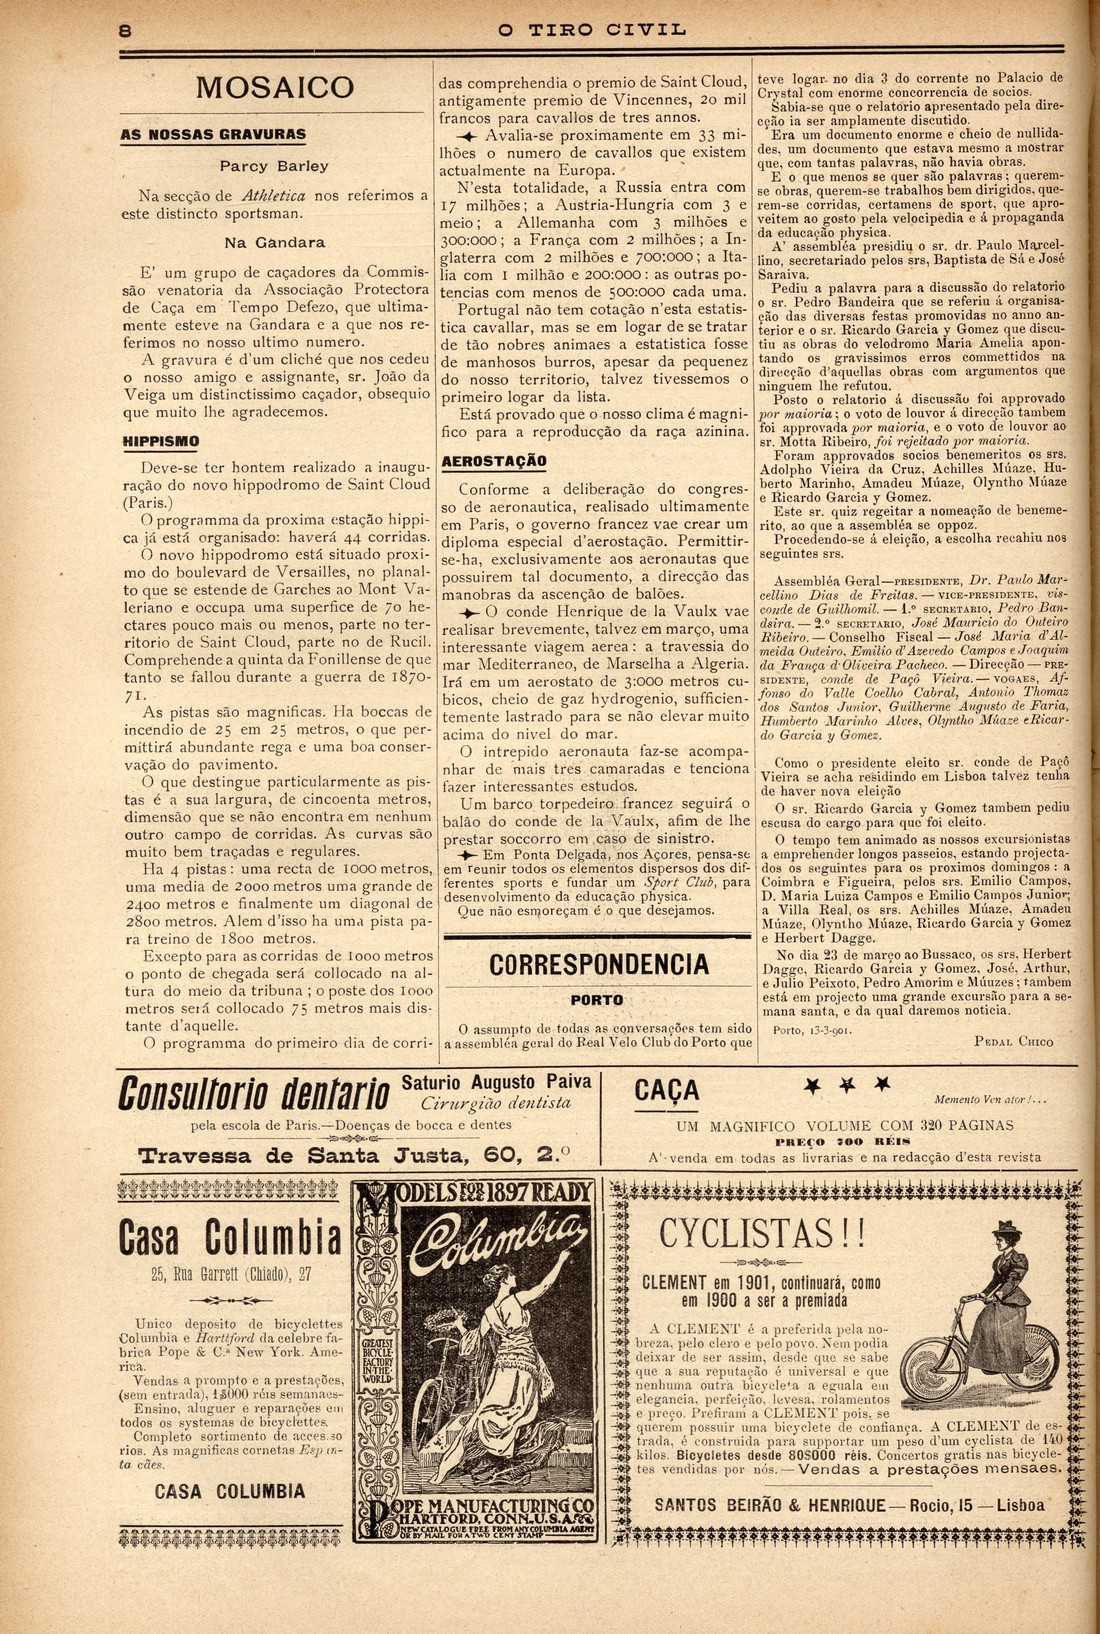 8
O TIRO CIVIL
MOSAICO
AS NOSSAS GRAVURAS
Parcy Barley
Na secção de Athletica nos referimos a
este distincto sportsman.
Na Gandara
E' um grupo de caçadores da Commis-
são venatoria da Associação Protectora
de Caça em Tempo Defezo, que ultima-
mente esteve na Gandara e a que nos re-
ferimos no nosso ultimo numero.
A gravura é d'um cliché que nos cedeu
o nosso amigo e assignante, sr. João da
Veiga um distinctissimo caçador, obsequio
que muito lhe agradecemos.
HIPPISMO
Deve-se ter hontem realizado a inaugu-
ração do novo hippodromo de Saint Cloud
(Paris.)
O programma da proxima estação hippi-
ca já está organisado: haverá 44 corridas.
O novo hippodromo está situado proxi-
mo do boulevard de Versailles, no planal-
to que se estende de Garches ao Mont Va-
leriano e occupa uma superfice de 70 he-
ctares pouco mais ou menos, parte no ter-
ritorio de Saint Cloud, parte no de Rucil.
Comprehende a quinta da Fonillense de que
tanto se fallou durante a guerra de 1870-
71.
As pistas são magnificas. Ha boccas de
incendio de 25 em 25 metros, o que per-
mittirá abundante rega e uma boa conser-
vação do pavimento.
O que destingue particularmente as pis-
tas é a sua largura, de cincoenta metros,
dimensão que se não encontra em nenhum
outro campo de corridas. As curvas são
muito bem traçadas e regulares.
Ha 4 pistas: uma recta de 1000 metros,
uma media de 2000 metros uma grande de
2400 metros e finalmente um diagonal de
2800 metros. Alem d'isso ha uma pista pa-
ra treino de 1800 metros.
Excepto para as corridas de 1000 metros
o ponto de chegada será collocado na al-
tura do meio da tribuna; o poste dos 1000
metros será collocado 75 metros mais dis-
tante d'aquelle.
O programma do primeiro dia de corri-
das comprehendia o premio de Saint Cloud,
antigamente premio de Vincennes, 20 mil
francos para cavallos de tres annos.
Avalia-se proximamente em 33 mi-
lhões o numero de cavallos que existem
actualmente na Europa.
N'esta totalidade, a Russia entra com
17 milhões; a Austria-Hungria com 3 e
meio; a Allemanha com 3 milhões e
300:000; a França com 2 milhões; a In-
glaterra com 2 milhões e 700:000; a Ita-
lia com 1 milhão e 200:000: as outras po-
tencias com menos de 500:000 cada uma.
Portugal não tem cotação n'esta estatis-
tica cavallar, mas se em logar de se tratar
de tão nobres animaes a estatistica fosse
de manhosos burros, apesar da pequenez
do nosso territorio, talvez tivessemos o
primeiro logar da lista.
Está provado que o nosso clima é magni-
fico para a reproducção da raça azinina.
AEROSTAÇÃO
Conforme a deliberação do congres-
so de aeronautica, realisado ultimamente
em Paris, o governo francez vae crear um
diploma especial d'aerostação. Permittir-
se-ha, exclusivamente aos aeronautas que
possuirem tal documento, a direcção das
manobras da ascenção de balões.
O conde Henrique de la Vaulx vae
realisar brevemente, talvez em março, uma
interessante viagem aerea: a travessia do
mar Mediterraneo, de Marselha a Algeria.
Irá em um aerostato de 3:000 metros cu-
bicos, cheio de gaz hydrogenio, sufficien-
temente lastrado para se não elevar muito
acima do nivel do mar.
O intrepido aeronauta faz-se acompa-
nhar de mais tres camaradas e tenciona
fazer interessantes estudos.
Um barco torpedeiro francez seguirá o
balão do conde de la Vaulx, afim de lhe
prestar soccorro em caso de sinistro.
Em Ponta Delgada, nos Açores, pensa-se
em reunir todos os elementos dispersos dos dif-
ferentes sports e fundar um Sport Club, para
desenvolvimento da educação physica.
Que não esmoreçam é o que desejamos.
CORRESPONDENCIA
PORTO
O assumpto de todas as conversações tem sido
a assembléa geral do Real Velo Club do Porto que
teve logar no dia 3 do corrente no Palacio de
Crystal com enorme concorrencia de socios.
Sabia-se que o relatorio apresentado pela dire-
cção ia ser amplamente discutido.
Era um documento enorme e cheio de nullida-
des, um documento que estava mesmo a mostrar
que, com tantas palavras, não havia obras.
E o que menos se quer são palavras; querem-
se obras, querem-se trabalhos bem dirigidos, que-
rem-se corridas, certamens de sport, que apro-
veitem ao gosto pela velocipedia e á propaganda
da educação physica.
A' assembléa presidiu o sr. dr. Paulo Marcel-
lino, secretariado pelos srs, Baptista de Sá e José
Saraiva.
Pediu a palavra para a discussão do relatorio
o sr. Pedro Bandeira que se referiu á organisa-
ção das diversas festas promovidas no anno an-
terior e o sr. Ricardo Garcia y Gomez que discu-
tiu as obras do velodromo Maria Amelia apon-
tando os gravissimos erros commettidos na
direcção d'aquellas obras com argumentos que
ninguem lhe refutou.
Posto o relatorio á discussão foi approvado
por maioria; o voto de louvor á direcção tambem
foi approvada por maioria, e o voto de louvor ao
sr. Motta Ribeiro, foi rejeitado por maioria.
Foram approvados socios benemeritos os srs.
Adolpho Vieira da Cruz, Achilles Múaze, Hu-
berto Marinho, Amadeu Múaze, Olyntho Múaze
e Ricardo Garcia y Gomez.
Este sr. quiz regeitar a nomeação de beneme-
rito, ao que a assembléa se oppoz.
Procedendo-se á eleição, a escolha recahiu nos
seguintes srs.
Assembléa Geral—PRESIDENTE, Dr. Paulo Mar-
cellino Dias de Freitas.—VICE-PRESIDENTE, vis-
conde de Guilhomil.—1.º SECRETARIO, Pedro Ban-
dsira.—2.º SECRETARIO, José Mauricio do Outeiro
Ribeiro.—Conselho Fiscal—José Maria d'Al-
meida Outeiro, Emilio d'Azevedo Campos e Joaquim
da França d'Oliveira Pacheco.—Direcção—PRE-
SIDENTE, conde de Paçô Vieira.—VOGAES, Af-
fonso do Valle Coelho Cabral, Antonio Thomaz
dos Santos Junior, Guilherme Augusto de Faria,
Humberto Marinho Alves, Olyntho Múaze e Ricar-
do Garcia y Gomez.
Como o presidente eleito sr. conde de Paçô
Vieira se acha residindo em Lisboa talvez tenha
de haver nova eleição
O sr. Ricardo Garcia y Gomez tambem pediu
escusa do cargo para que foi eleito.
O tempo tem animado as nossos excursionistas
a emprehender longos passeios, estando projecta-
dos os seguintes para os proximos domingos: a
Coimbra e Figueira, pelos srs. Emilio Campos,
D. Maria Luiza Campos e Emilio Campos Junior;
a Villa Real, os srs. Achilles Múaze, Amadeu
Múaze, Olyntho Múaze, Ricardo Garcia y Gomez
e Herbert Dagge.
No dia 23 de março ao Bussaco, os srs, Herbert
Dagge, Ricardo Garcia y Gomez, José, Arthur,
e Julio Peixoto, Pedro Amorim e Múuzes; tambem
está em projecto uma grande excursão para a se-
mana santa, e da qual daremos noticia.
Porto, 13-3-901.
PEDAL CHICO
Consultorio dentario
Saturio Augusto Paiva
Cirurgião dentista
pela escola de Paris.—Doenças de bocca e dentes
Travessa de Santa Justa, 60, 2.º
CAÇA
Memento Venator!...
UM MAGNIFICO VOLUME COM 320 PAGINAS
PREÇO 700 RÉIS
A' venda em todas as livrarias e na redacção d'esta revista
Casa Columbia
25, Rua Garrett (Chiado), 27
Unico deposito de bicyclettes
Columbia e Harttford da celebre fa-
brica Pope & C.ª New York. Ame-
rica.
Vendas a prompto e a prestações,
(sem entrada), 1$000 réis semanaes-
Ensino, aluguer e reparações em
todos os systemas de bicyclettes.
Completo sortimento de acces.so
rios. As magnificas cornetas Esp in-
ta cães.
CASA COLUMBIA
MODELS FOR 1897 READY
Columbia
GREATEST
BICYCLE
FACTORY
IN·THE
WORLD
POPE MANUFACTURING CO
HARTFORD, CONN., U.S.A.
NEW CATALOGUE FREE FROM ANY COLUMBIA AGENT
OR BY MAIL FOR A TWO CENT STAMP
CYCLISTAS!!
CLEMENT em 1901, continuará, como
em 1900 a ser a premiada
A CLEMENT é a preferida pela no-
breza, pelo clero e pelo povo. Nem podia
deixar de ser assim, desde que se sabe
que a sua reputação é universal e que
nenhuma outra bicycleta a eguala em
elegancia, perfeição, levesa, rolamentos
e preço. Prefiram a CLEMENT pois, se
querem possuir uma bicyclete de confiança. A CLEMENT de es-
trada, é construida para supportar um peso d'um cyclista de 140
kilos. Bicycletes desde 80$000 réis. Concertos gratis nas bicycle-
tes vendidas por nós.—Vendas a prestações mensaes.
SANTOS BEIRÃO & HENRIQUE—Rocio, 15—Lisboa